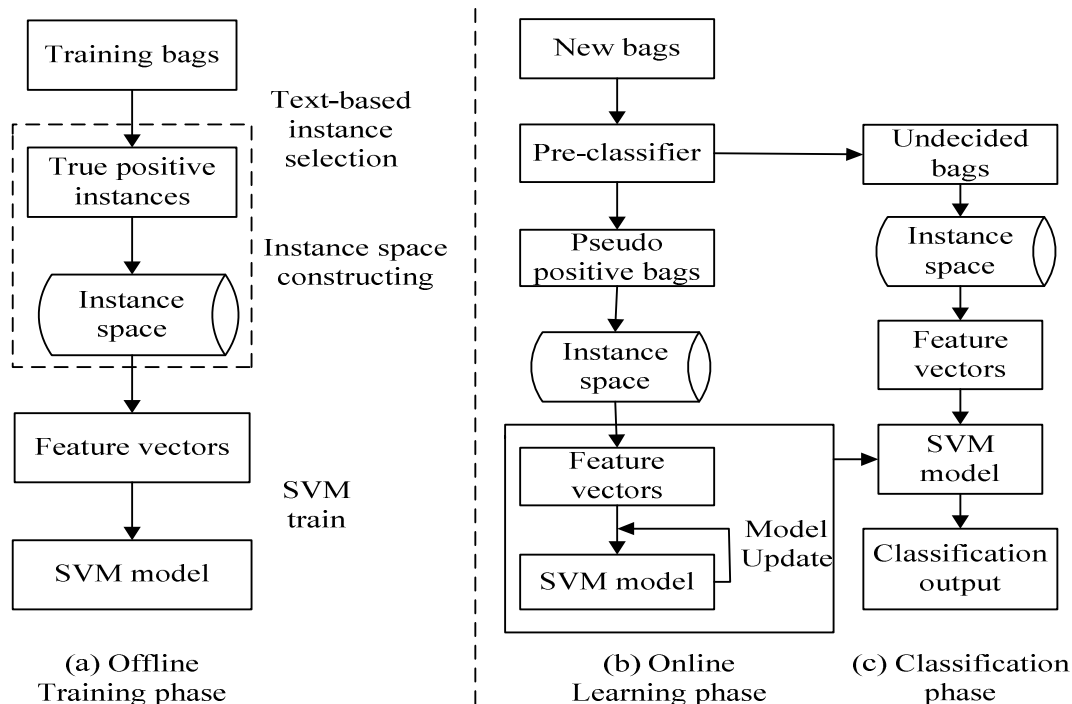 Training bags
Text-based
instance
selection
True positive
instances
Instance space
constructing
Instance
space
Feature vectors
SVM
train
SVM model
(a) Offline
Training phase
New bags
Pre-classifier
Pseudo
positive bags
Instance
space
Feature
vectors
Model
Update
SVM model
(b) Online
Learning phase
Undecided
bags
Instance
space
Feature
vectors
SVM
model
Classification
output
(c) Classification
phase